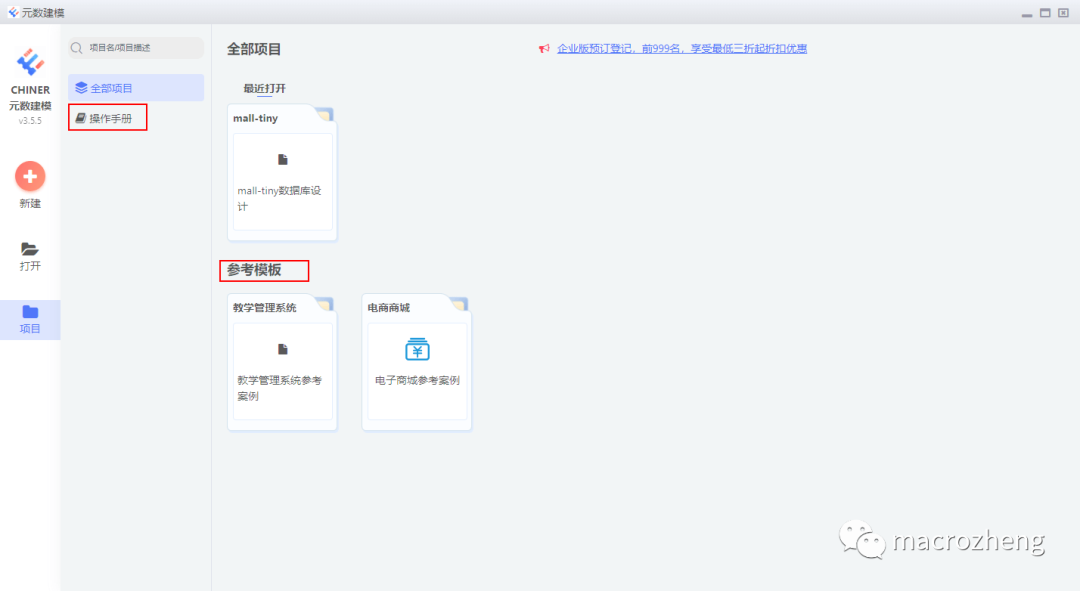 元数建模
CHINER
元数建模
v3.5.5
新建
打开
项目
项目名/项目描述
全部项目
操作手册
全部项目
企业版预订登记，前999名，享受最低三折起折扣优惠
最近打开
mall-tiny
mall-tiny数据库设
计
参考模板
教学管理系统
教学管理系统参考
案例
电商商城
电子商城参考案例
macrozheng